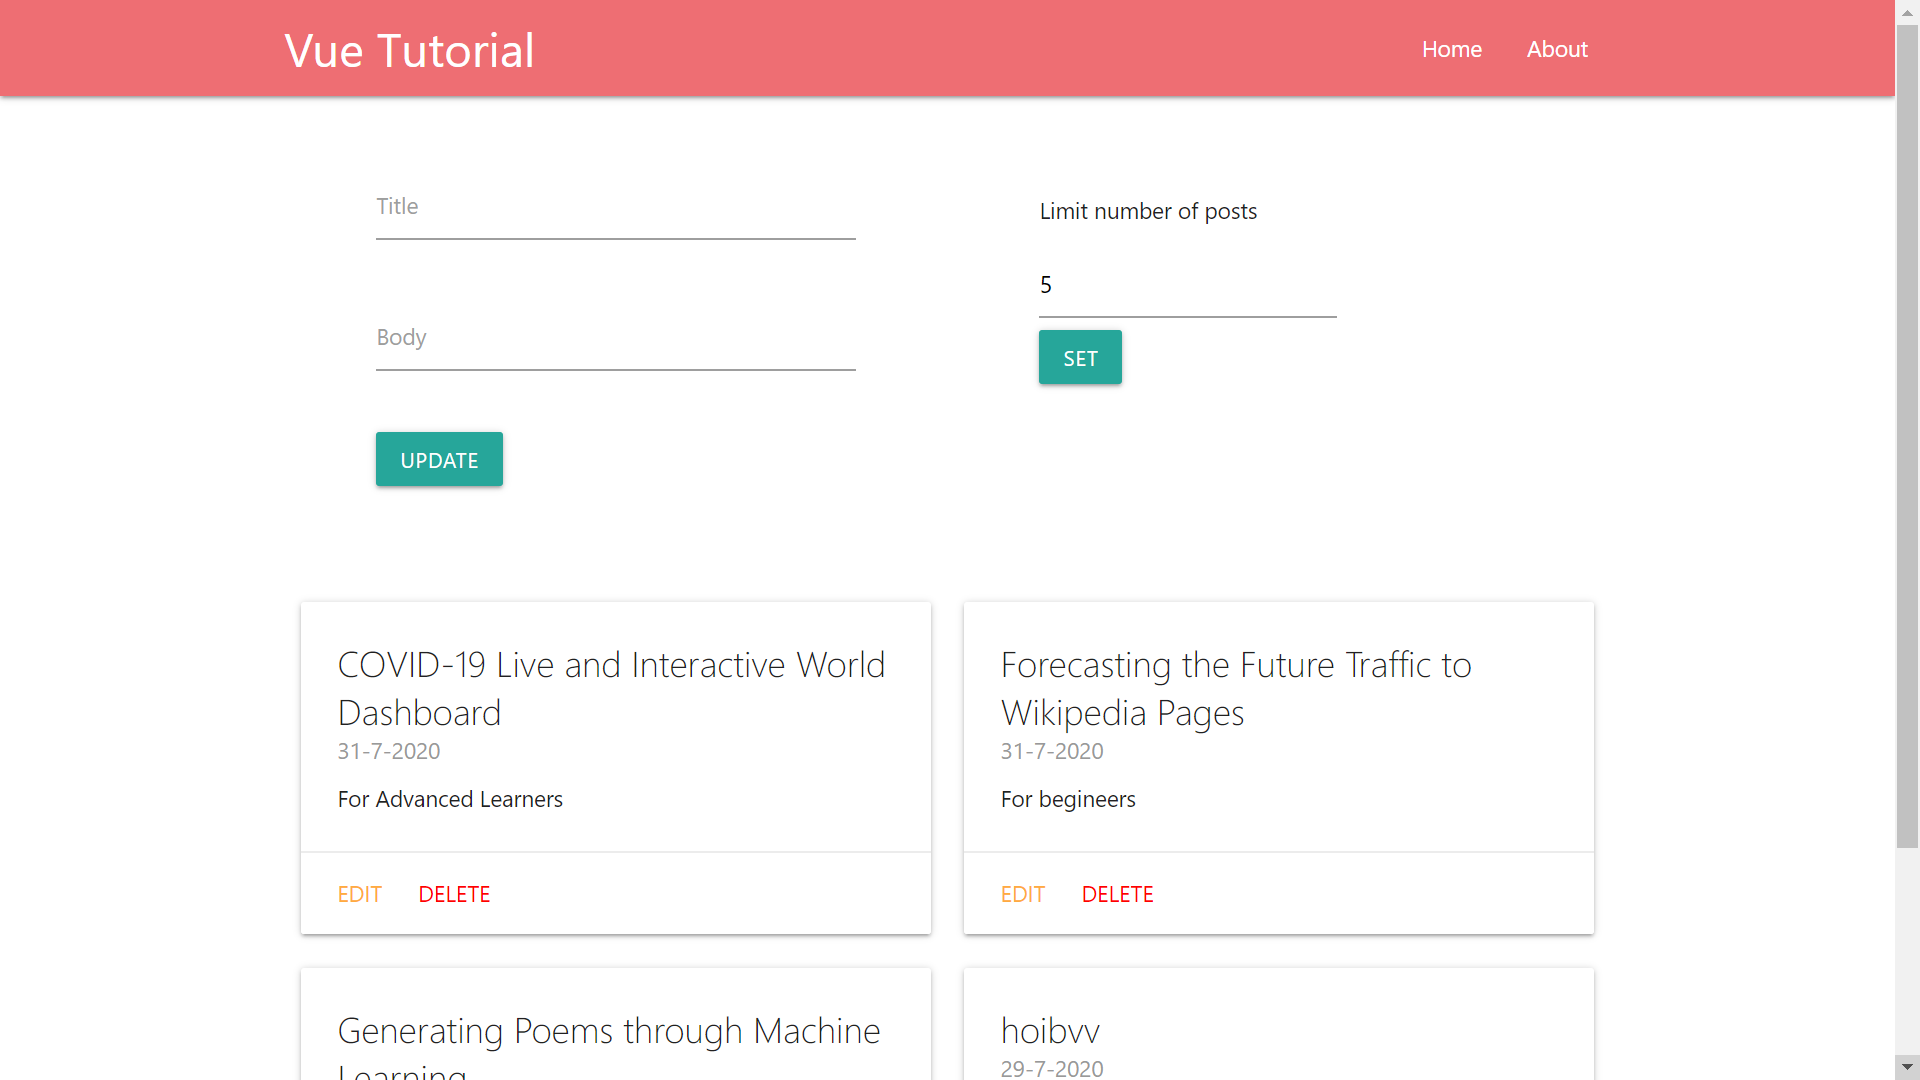 Vue Tutorial
Home
About
Title
Body
UPDATE
Limit number of posts
5
SET
COVID-19 Live and Interactive World
Dashboard
31-7-2020
For Advanced Learners
EDIT
DELETE
Forecasting the Future Traffic to
Wikipedia Pages
31-7-2020
For begineers
EDIT
DELETE
Generating Poems through Machine
Learning
hoibvv
29-7-2020